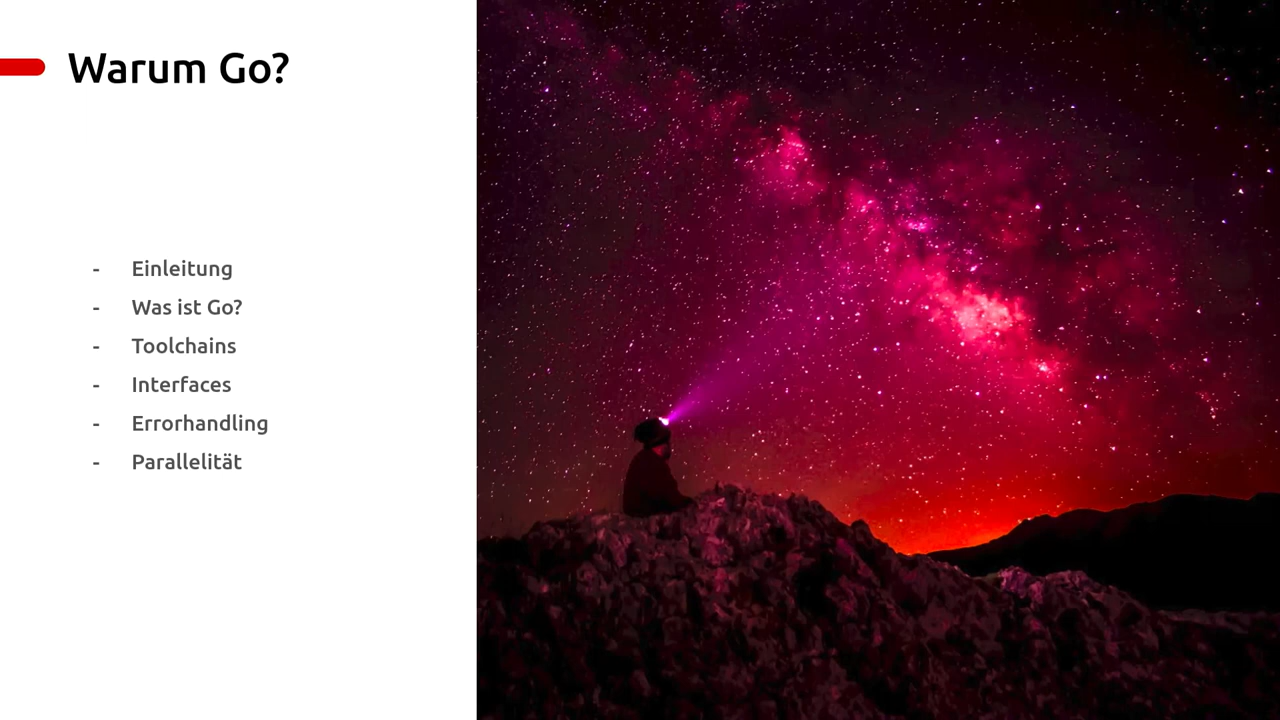 Warum Go?
- Einleitung
- Was ist Go?
- Toolchains
- Interfaces
- Errorhandling
- Parallelität